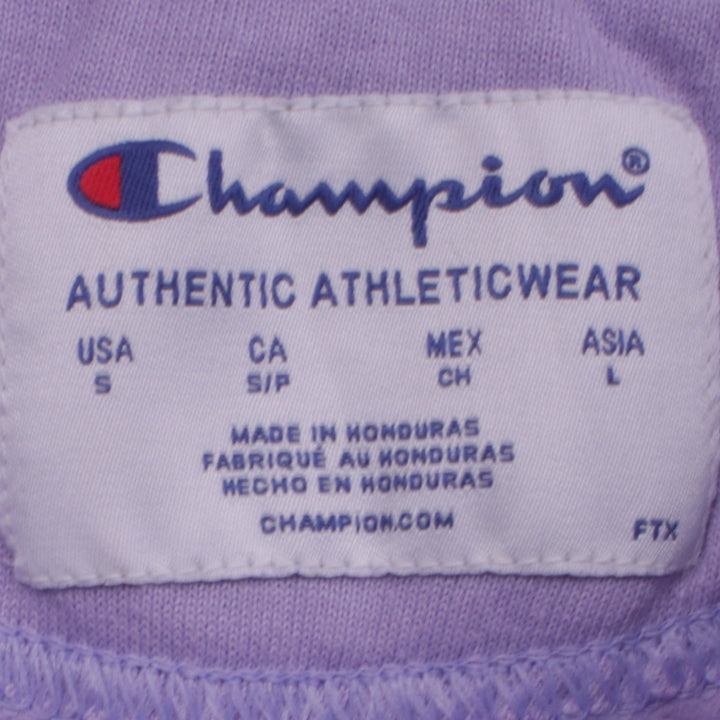 Champion®
AUTHENTIC ATHLETICWEAR
USA CA MEX ASIA
S S/P CH L
MADE IN HONDURAS
FABRIQUÉ AU HONDURAS
HECHO EN HONDURAS
CHAMPION.COM
FTX